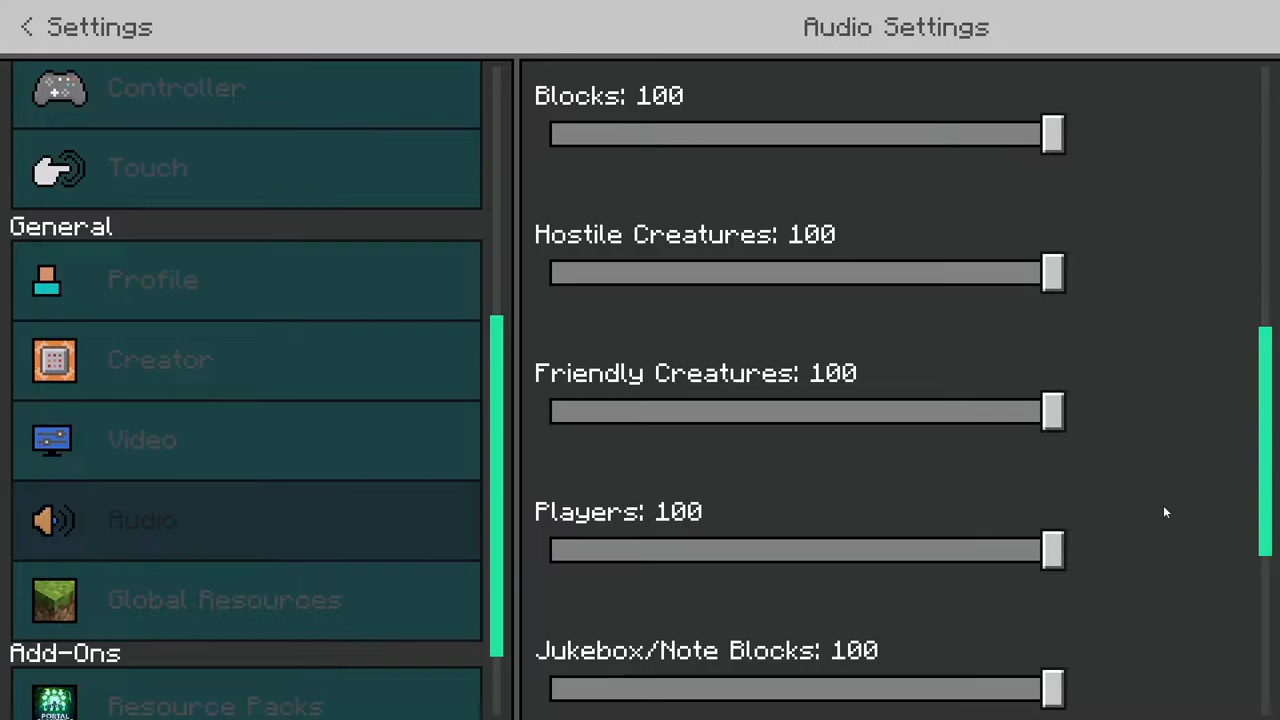 Settings
Audio Settings
Controller
Touch
General
Profile
Creator
Video
Audio
Global Resources
Add-Ons
Resource Packs
PORTAL
Blocks: 100
Hostile Creatures: 100
Friendly Creatures: 100
Players: 100
Jukebox/Note Blocks: 100